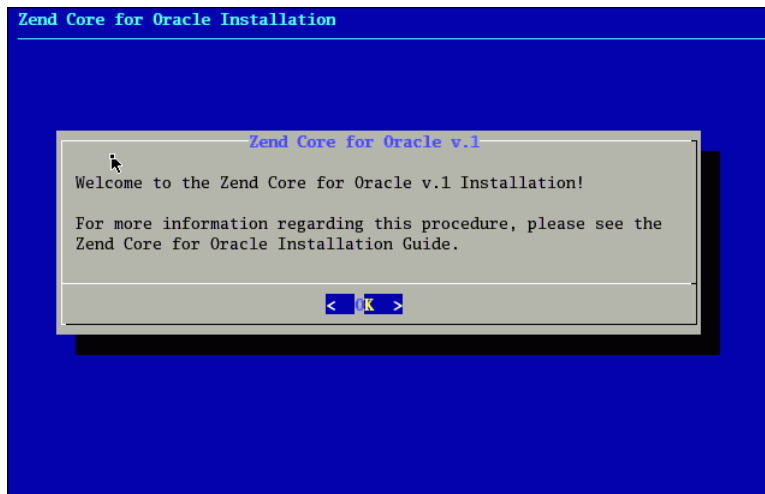 Zend Core for Oracle Installation
Zend Core for Oracle v.1
Welcome to the Zend Core for Oracle v.1 Installation!
For more information regarding this procedure, please see the
Zend Core for Oracle Installation Guide.
< OK >